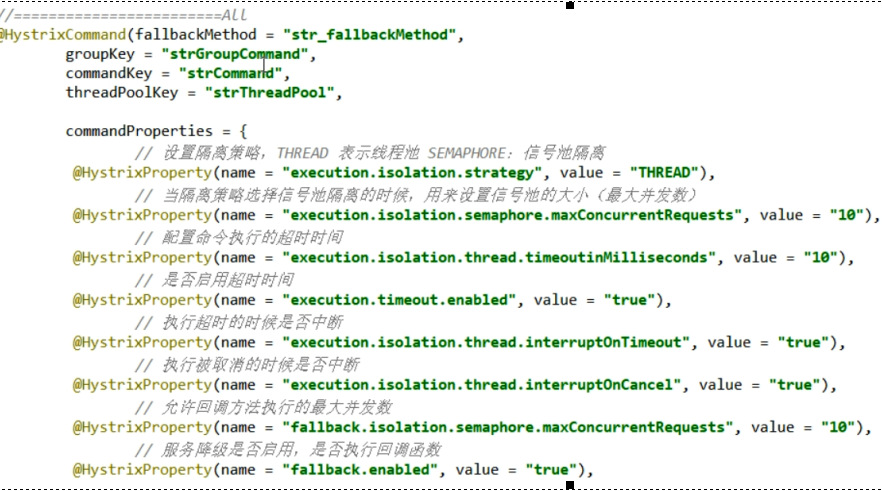 //========================All
@HystrixCommand(fallbackMethod = "str_fallbackMethod",
groupKey = "strGroupCommand",
commandKey = "strCommand",
threadPoolKey = "strThreadPool",
commandProperties = {
// 设置隔离策略，THREAD 表示线程池 SEMAPHORE：信号池隔离
@HystrixProperty(name = "execution.isolation.strategy", value = "THREAD"),
// 当隔离策略选择信号池隔离的时候，用来设置信号池的大小（最大并发数）
@HystrixProperty(name = "execution.isolation.semaphore.maxConcurrentRequests", value = "10"),
// 配置命令执行的超时时间
@HystrixProperty(name = "execution.isolation.thread.timeoutinMilliseconds", value = "10"),
// 是否启用超时时间
@HystrixProperty(name = "execution.timeout.enabled", value = "true"),
// 执行超时的时候是否中断
@HystrixProperty(name = "execution.isolation.thread.interruptOnTimeout", value = "true"),
// 执行被取消的时候是否中断
@HystrixProperty(name = "execution.isolation.thread.interruptOnCancel", value = "true"),
// 允许回调方法执行的最大并发数
@HystrixProperty(name = "fallback.isolation.semaphore.maxConcurrentRequests", value = "10"),
// 服务降级是否启用，是否执行回调函数
@HystrixProperty(name = "fallback.enabled", value = "true"),